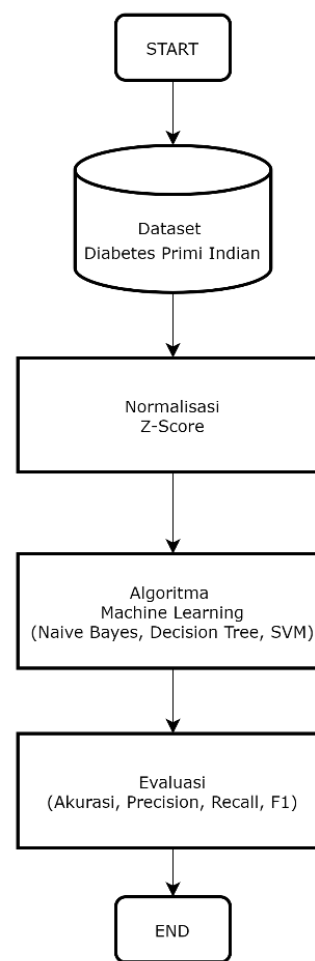 START
Dataset
Diabetes Primi Indian
Normalisasi
Z-Score
Algoritma
Machine Learning
(Naive Bayes, Decision Tree, SVM)
Evaluasi
(Akurasi, Precision, Recall, F1)
END